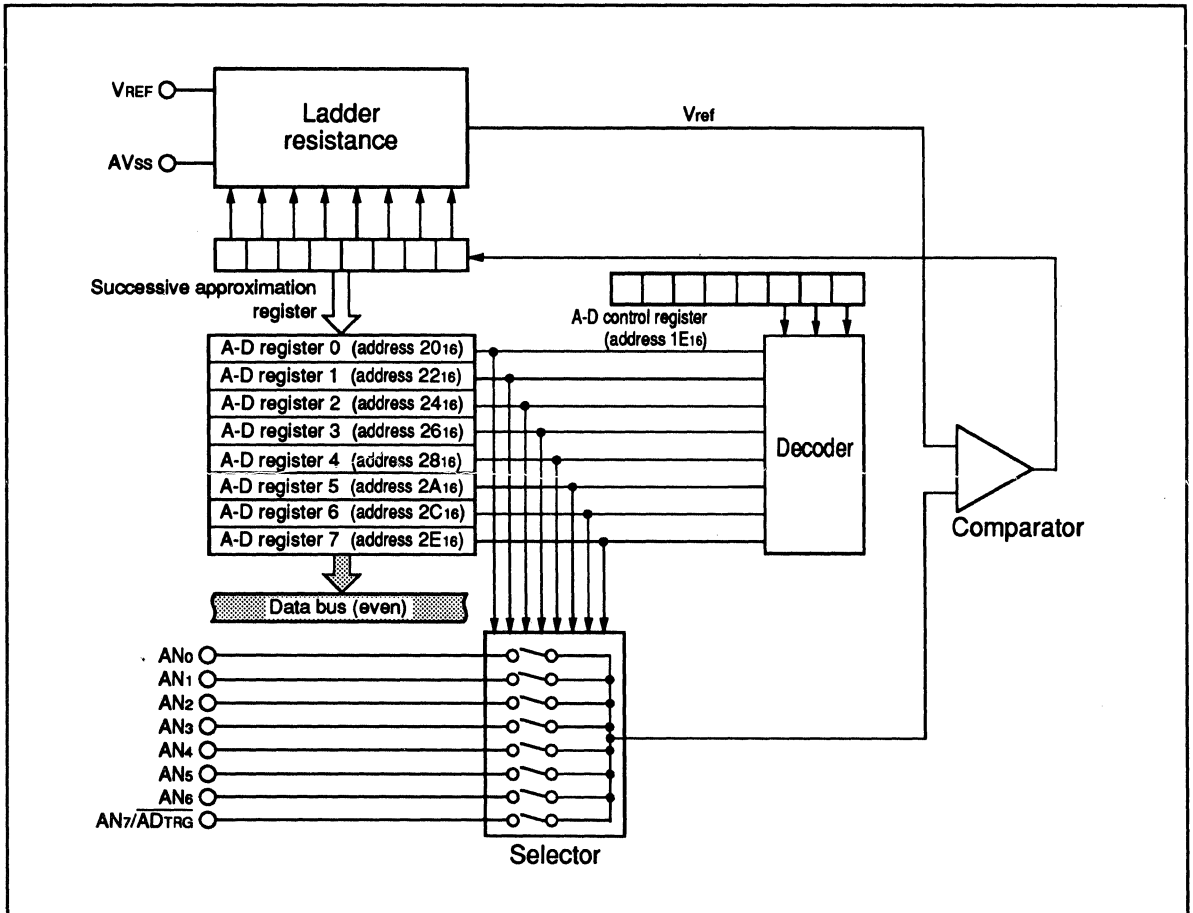 VREF
AVSS
Ladder
resistance
Vref
Successive approximation
register
A-D control register
(address 1E16)
A-D register 0 (address 2016)
A-D register 1 (address 2216)
A-D register 2 (address 2416)
A-D register 3 (address 2616)
A-D register 4 (address 2816)
A-D register 5 (address 2A16)
A-D register 6 (address 2C16)
A-D register 7 (address 2E16)
Decoder
Comparator
Data bus (even)
AN0
AN1
AN2
AN3
AN4
AN5
AN6
AN7/ADTRG
Selector